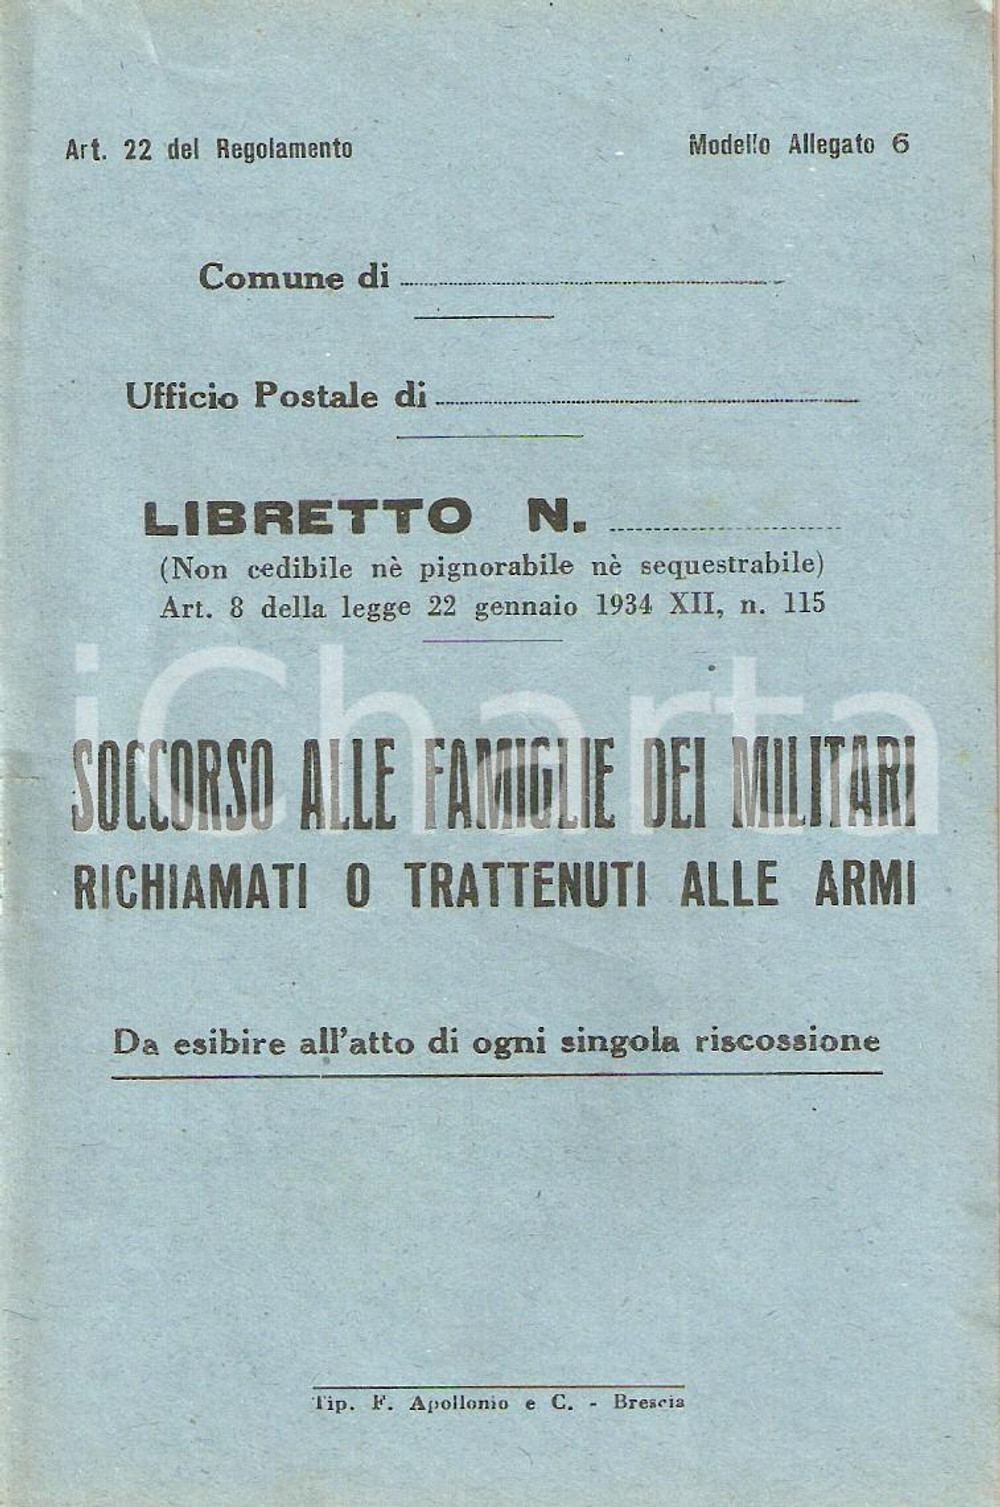 Art. 22 del Regolamento
Modello Allegato 6
Comune di
Ufficio Postale di
LIBRETTO N.
(Non cedibile nè pignorabile nè sequestrabile)
Art. 8 della legge 22 gennaio 1934 XII, n. 115
iCharta
SOCCORSO ALLE FAMIGLIE DEI MILITARI
RICHIAMATI O TRATTENUTI ALLE ARMI
Da esibire all'atto di ogni singola riscossione
Tip. F. Apollonio e C. - Brescia